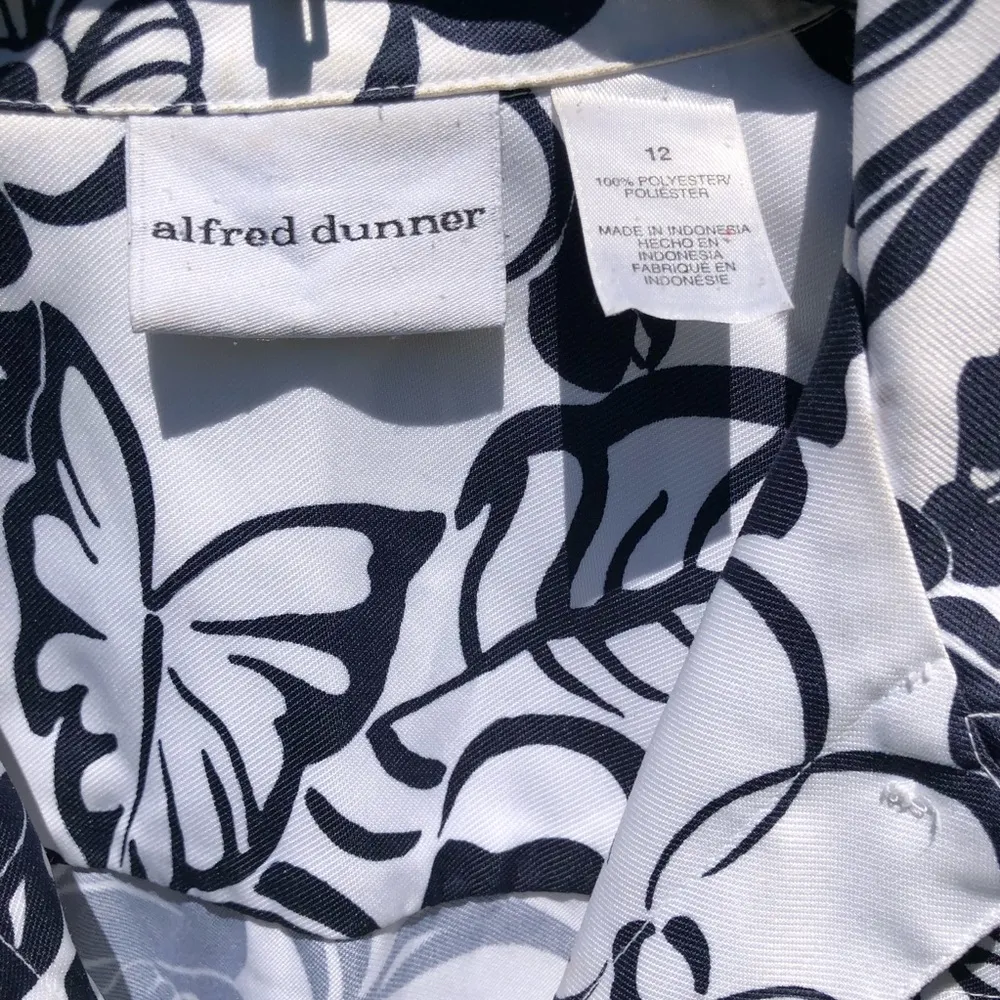 alfred dunner
12
100% POLYESTER/
POLIÉSTER
MADE IN INDONESIA
HECHO EN
INDONESIA
FABRIQUÉ EN
INDONÉSIE